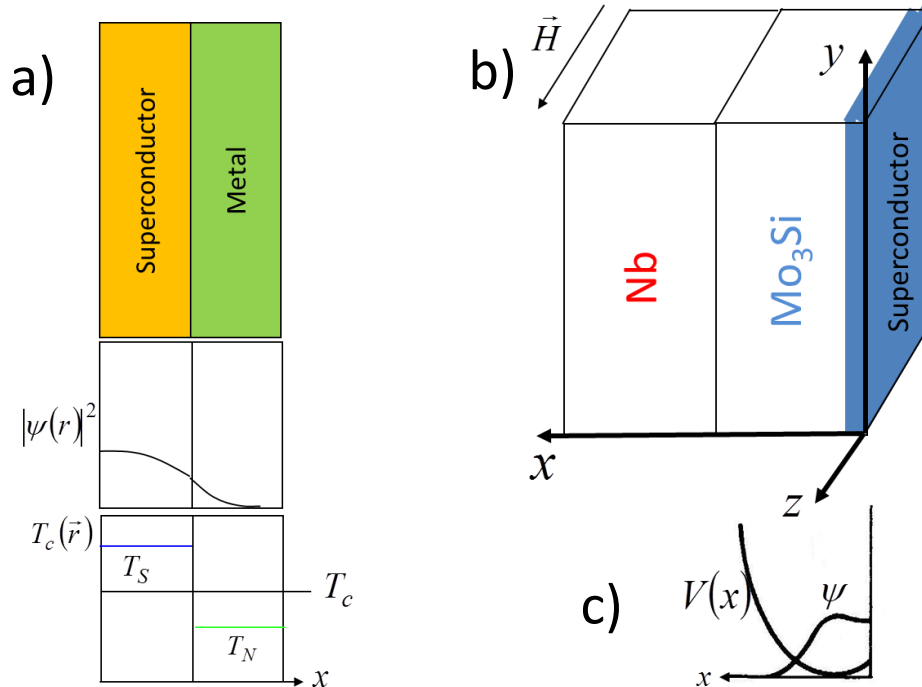 a)
Superconductor
Metal
|ψ(r)|²
T_c(r⃗)
T_S
T_c
T_N
x
b)
H⃗
y
Nb
Mo₃Si
Superconductor
x
z
c)
V(x)
ψ
x